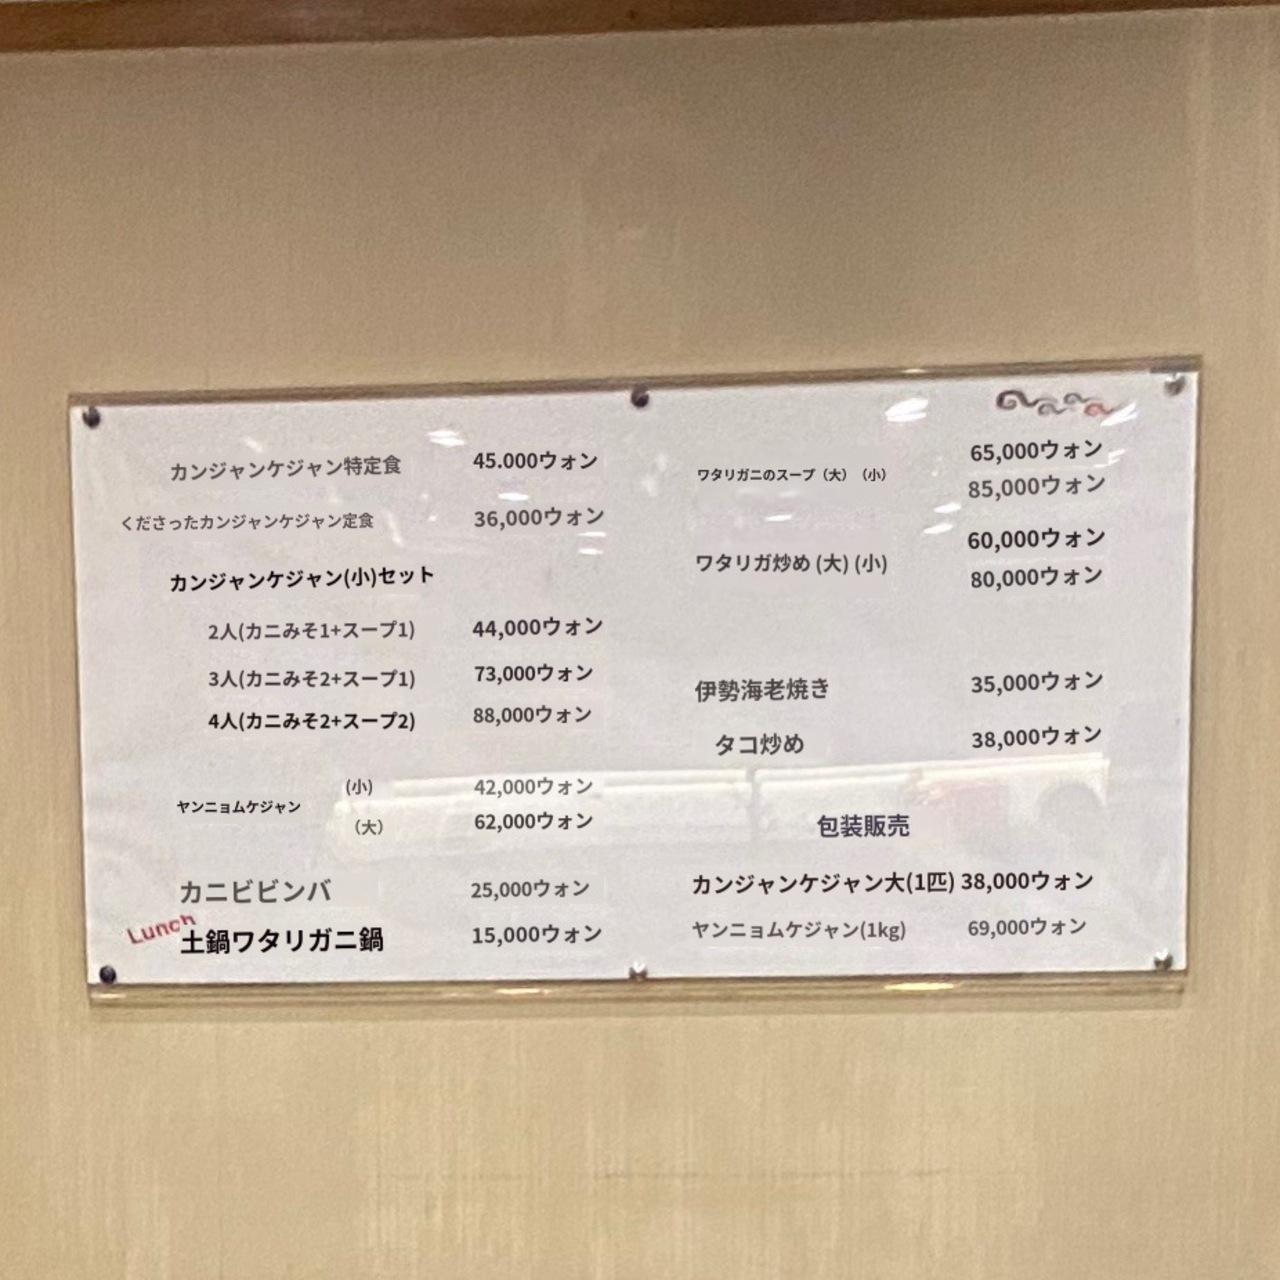 カンジャンケジャン特定食 45.000ウォン
くださったカンジャンケジャン定食 36,000ウォン
カンジャンケジャン(小)セット
2人(カニみそ1+スープ1) 44,000ウォン
3人(カニみそ2+スープ1) 73,000ウォン
4人(カニみそ2+スープ2) 88,000ウォン
(小) 42,000ウォン
ヤンニョムケジャン
（大） 62,000ウォン
カニビビンバ 25,000ウォン
Lunch
土鍋ワタリガニ鍋 15,000ウォン
65,000ウォン
ワタリガニのスープ（大）（小）
85,000ウォン
60,000ウォン
ワタリガ炒め (大) (小)
80,000ウォン
伊勢海老焼き 35,000ウォン
タコ炒め 38,000ウォン
包装販売
カンジャンケジャン大(1匹) 38,000ウォン
ヤンニョムケジャン(1kg) 69,000ウォン